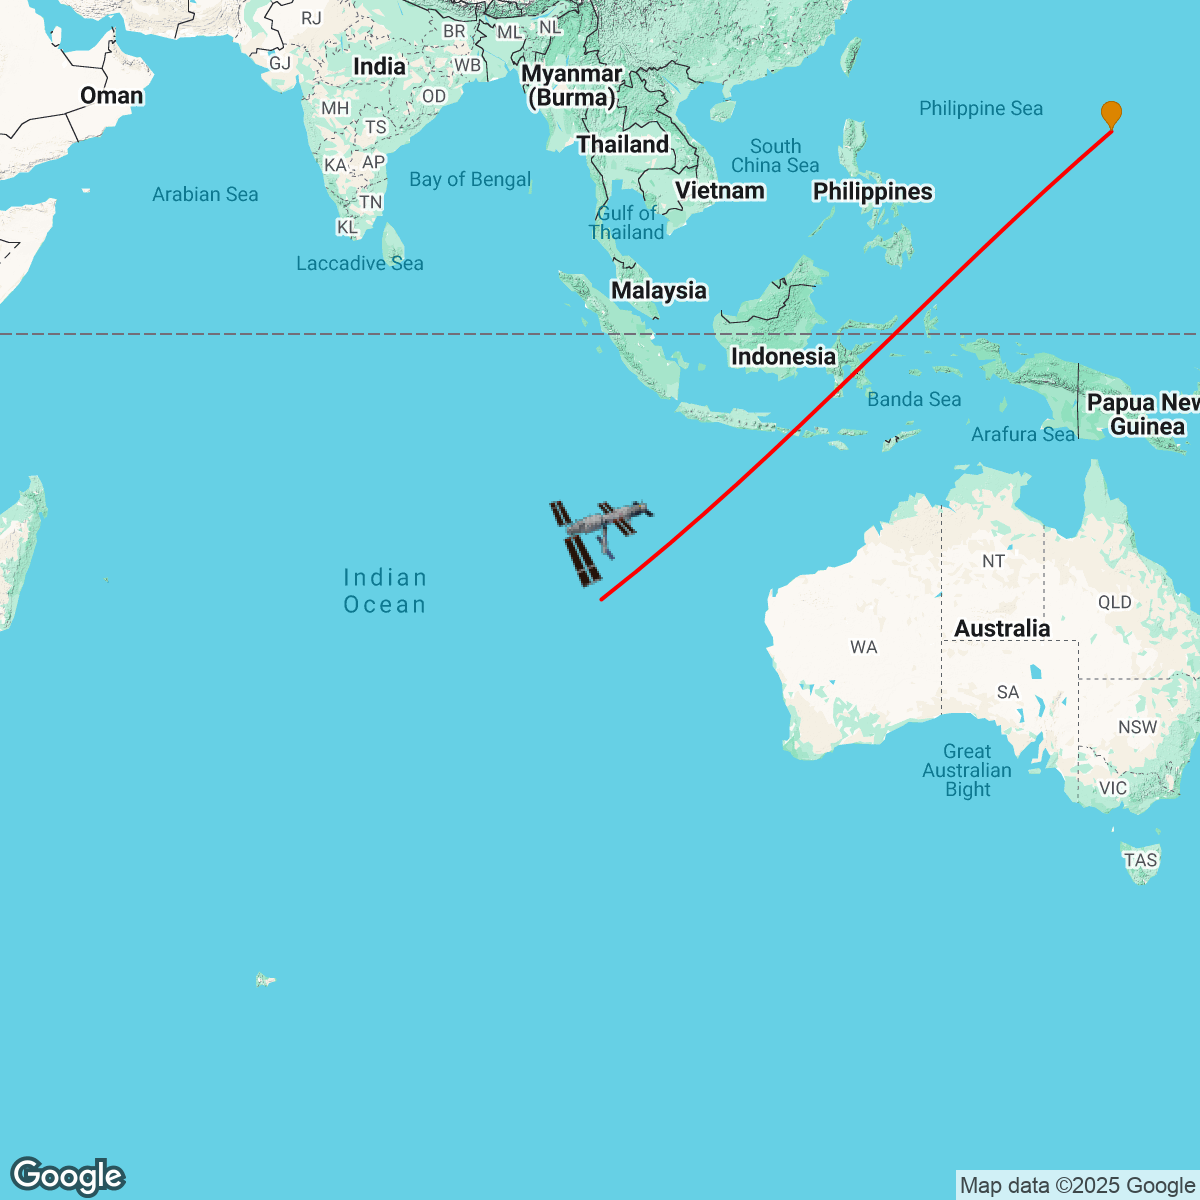 RJ
BR
ML
NL
GJ
India
WB
Myanmar
(Burma)
Oman
MH
OD
Philippine Sea
TS
Thailand
South
China Sea
KA
AP
Bay of Bengal
Vietnam
Philippines
Arabian Sea
TN
Gulf of
Thailand
KL
Laccadive Sea
Malaysia
Indonesia
Banda Sea
Papua New
Guinea
Arafura Sea
NT
Indian
Ocean
QLD
Australia
WA
SA
NSW
Great
Australian
Bight
VIC
TAS
Google
Map data ©2025 Google